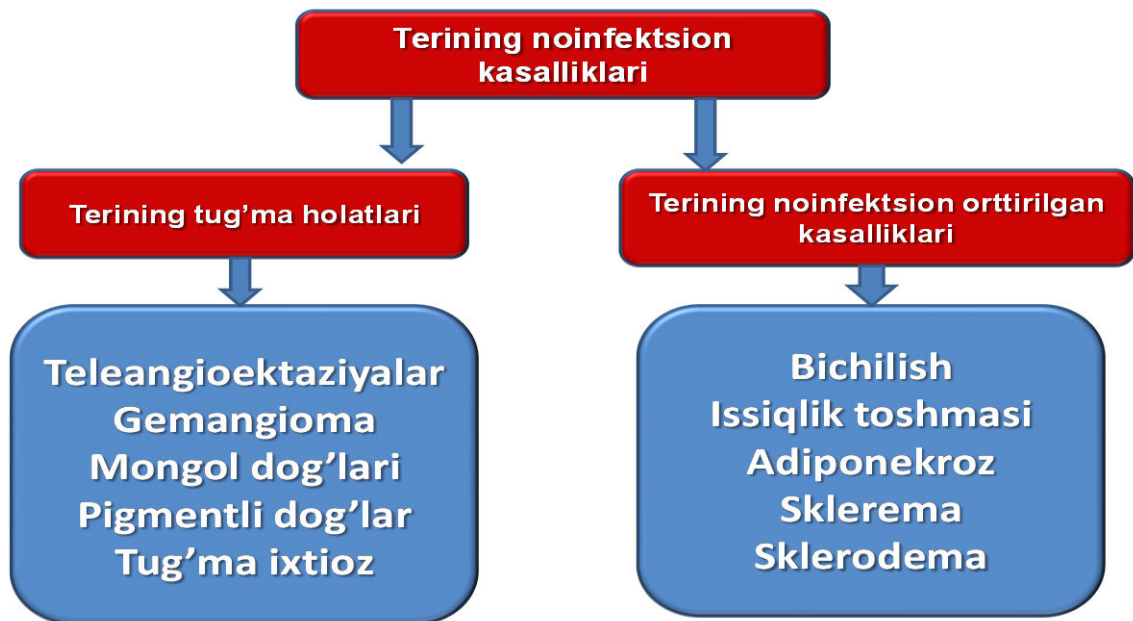 Terining noinfektsion
kasalliklari
Terining tug’ma holatlari
Terining noinfektsion orttirilgan
kasalliklari
Teleangioektaziyalar
Gemangioma
Mongol dog’lari
Pigmentli dog’lar
Tug’ma ixtioz
Bichilish
Issiqlik toshmasi
Adiponekroz
Sklerema
Sklerodema